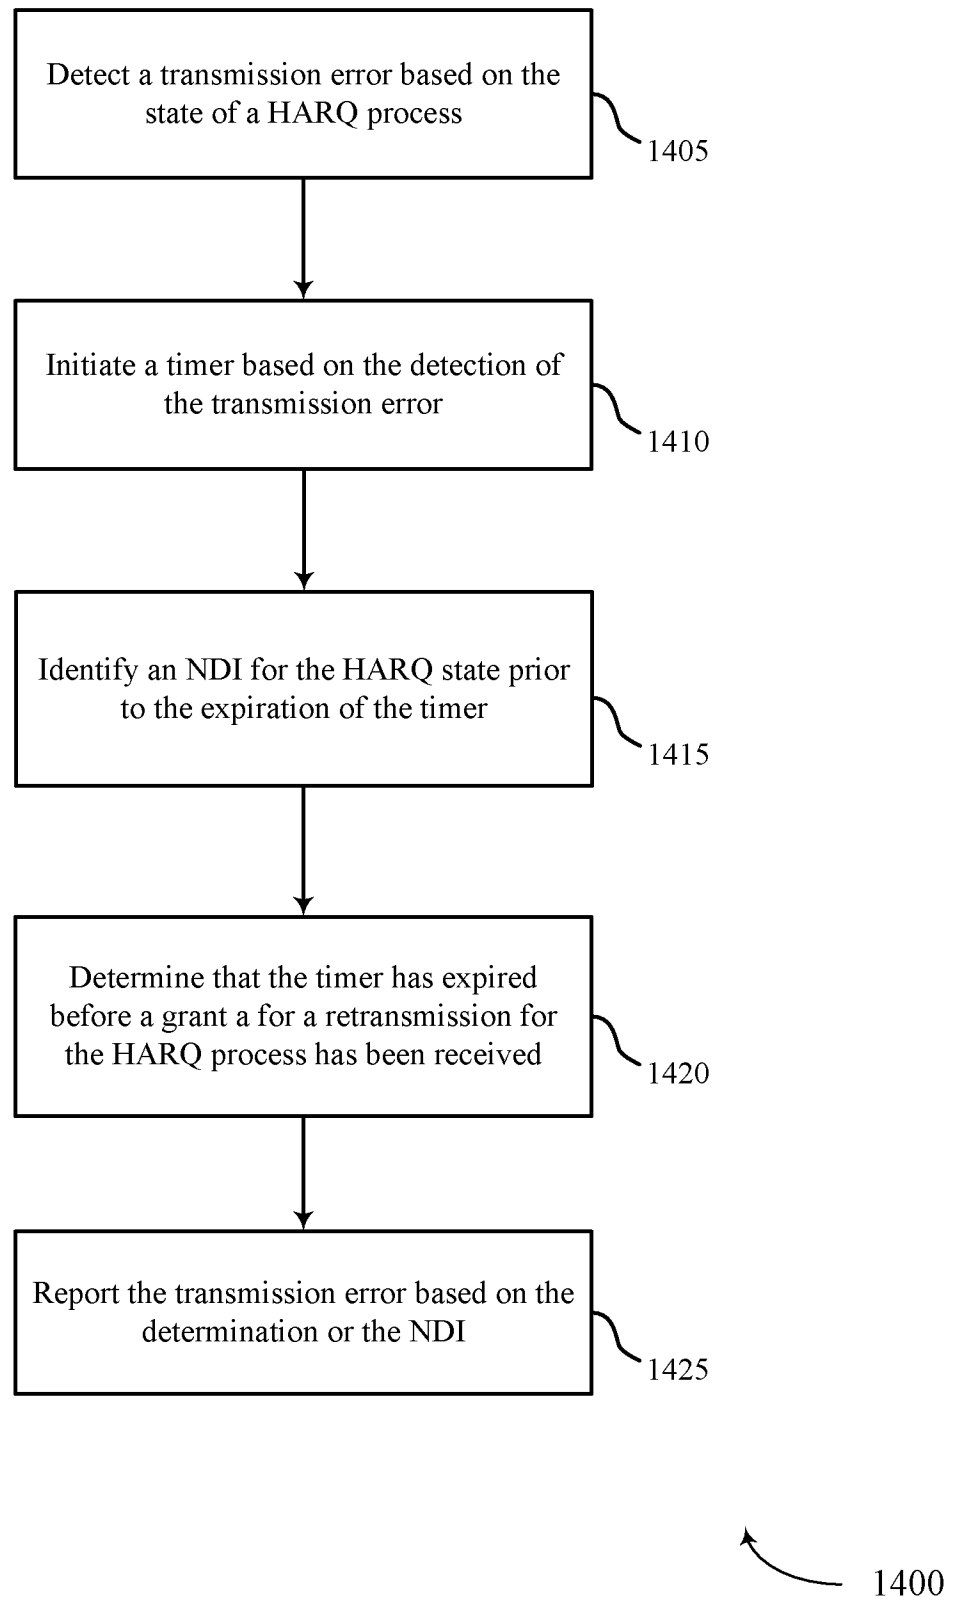 Detect a transmission error based on the
state of a HARQ process
1405
Initiate a timer based on the detection of
the transmission error
1410
Identify an NDI for the HARQ state prior
to the expiration of the timer
1415
Determine that the timer has expired
before a grant a for a retransmission for
the HARQ process has been received
1420
Report the transmission error based on the
determination or the NDI
1425
1400